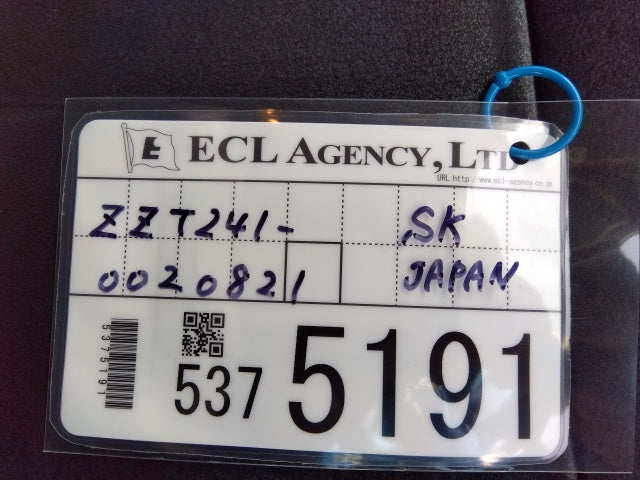 E ECL AGENCY, LTD
URL:http://www.ecl-agency.co.jp
ZZT241- SK
0020821 JAPAN
5375191
537 5191